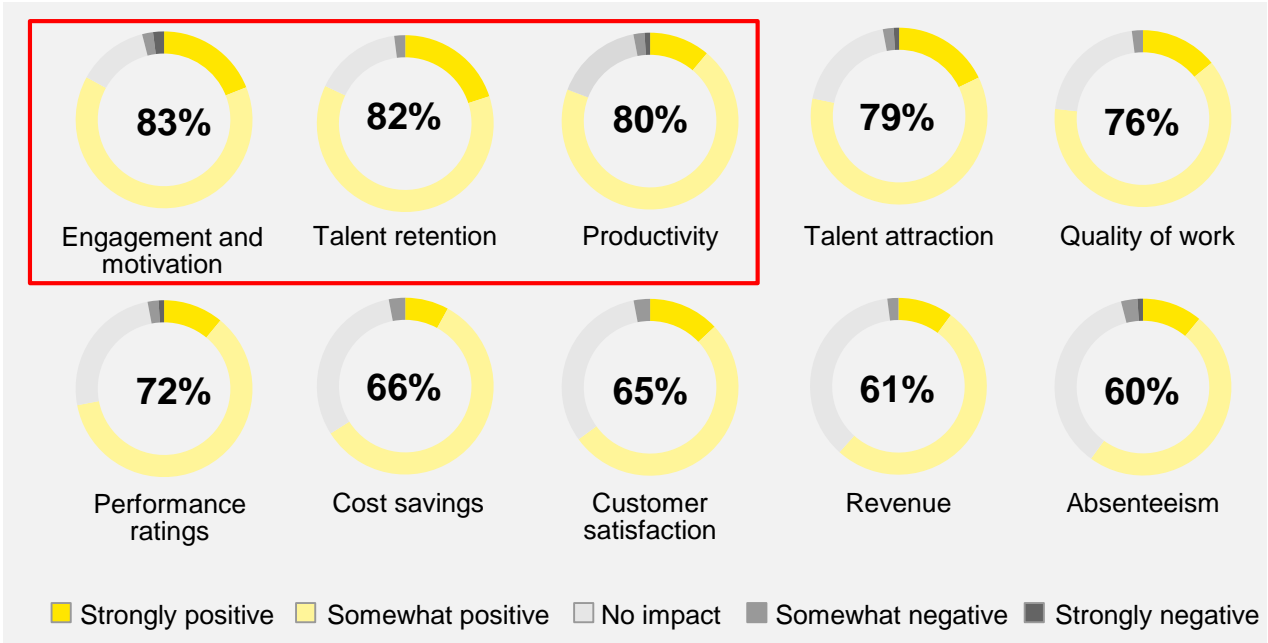 83%
82%
80%
79%
76%
Engagement and
motivation
Talent retention
Productivity
Talent attraction
Quality of work
72%
66%
65%
61%
60%
Performance
ratings
Cost savings
Customer
satisfaction
Revenue
Absenteeism
Strongly positive
Somewhat positive
No impact
Somewhat negative
Strongly negative